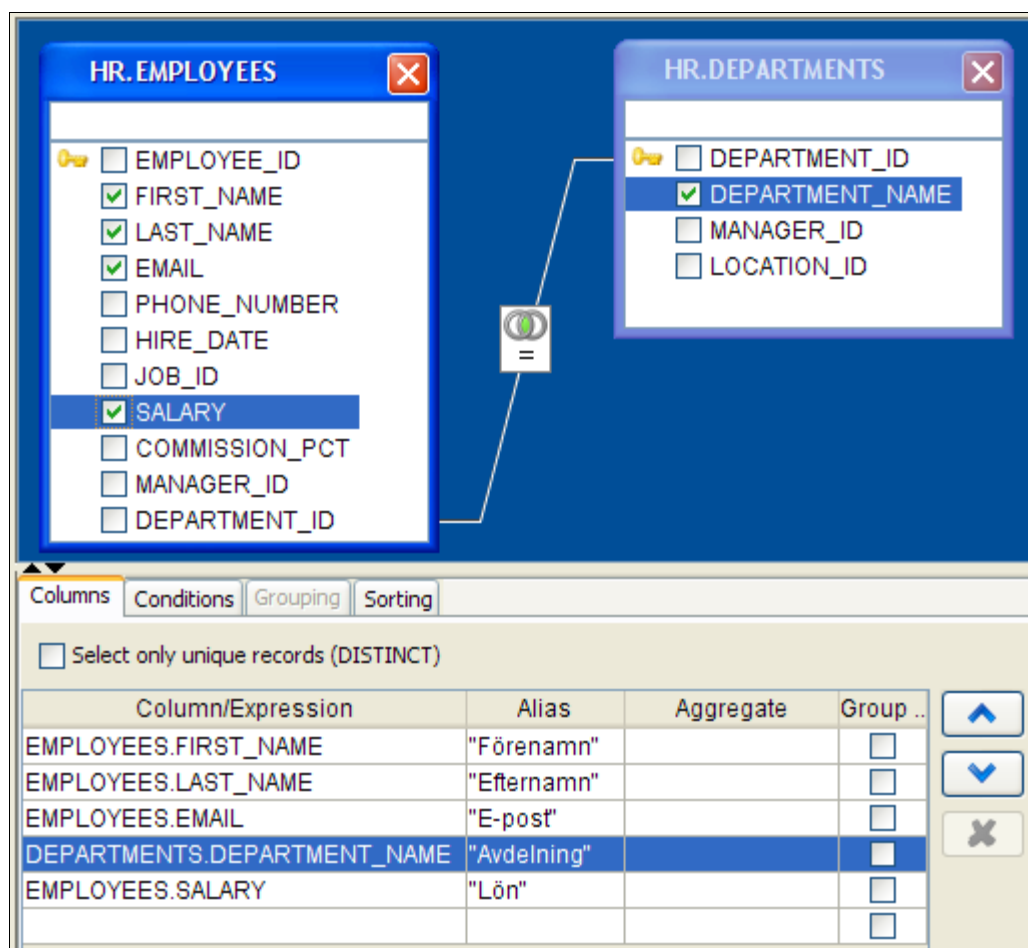 HR.EMPLOYEES
EMPLOYEE_ID
FIRST_NAME
LAST_NAME
EMAIL
PHONE_NUMBER
HIRE_DATE
JOB_ID
SALARY
COMMISSION_PCT
MANAGER_ID
DEPARTMENT_ID
HR.DEPARTMENTS
DEPARTMENT_ID
DEPARTMENT_NAME
MANAGER_ID
LOCATION_ID
=
Columns Conditions Grouping Sorting
Select only unique records (DISTINCT)
Column/Expression Alias Aggregate Group ..
EMPLOYEES.FIRST_NAME "Förenamn"
EMPLOYEES.LAST_NAME "Efternamn"
EMPLOYEES.EMAIL "E-post"
DEPARTMENTS.DEPARTMENT_NAME "Avdelning"
EMPLOYEES.SALARY "Lön"